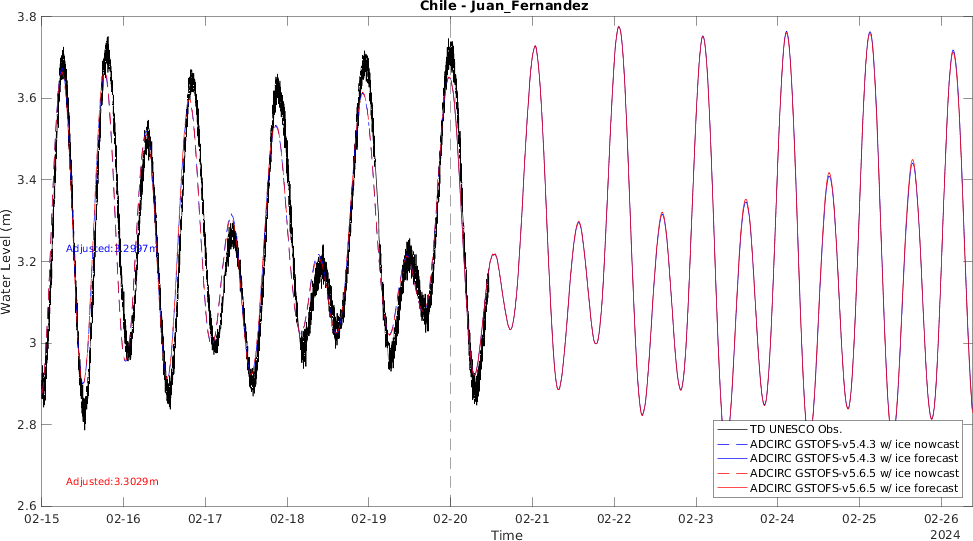 Chile - Juan_Fernandez
3.8
3.6
3.4
3.2
3
2.8
2.6
Water Level (m)
Adjusted:3.2997m
Adjusted:3.3029m
TD UNESCO Obs.
ADCIRC GSTOFS-v5.4.3 w/ ice nowcast
ADCIRC GSTOFS-v5.4.3 w/ ice forecast
ADCIRC GSTOFS-v5.6.5 w/ ice nowcast
ADCIRC GSTOFS-v5.6.5 w/ ice forecast
02-15 02-16 02-17 02-18 02-19 02-20 02-21 02-22 02-23 02-24 02-25 02-26
Time
2024